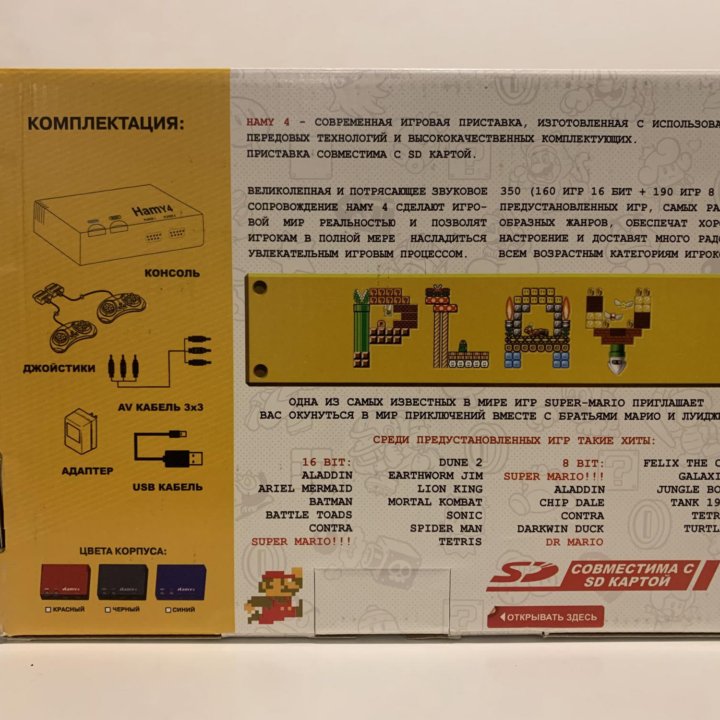 КОМПЛЕКТАЦИЯ:
HamY4
КОНСОЛЬ
ДЖОЙСТИКИ
AV КАБЕЛЬ 3x3
АДАПТЕР
USB КАБЕЛЬ
ЦВЕТА КОРПУСА:
КРАСНЫЙ
ЧЕРНЫЙ
СИНИЙ
HAMY 4 - СОВРЕМЕННАЯ ИГРОВАЯ ПРИСТАВКА, ИЗГОТОВЛЕННАЯ С ИСПОЛЬЗОВА
ПЕРЕДОВЫХ ТЕХНОЛОГИЙ И ВЫСОКОКАЧЕСТВЕННЫХ КОМПЛЕКТУЮЩИХ.
ПРИСТАВКА СОВМЕСТИМА С SD КАРТОЙ.
ВЕЛИКОЛЕПНАЯ И ПОТРЯСАЮЩЕЕ ЗВУКОВОЕ
СОПРОВОЖДЕНИЕ HAMY 4 СДЕЛАЮТ ИГРО-
ВОЙ МИР РЕАЛЬНОСТЬЮ И ПОЗВОЛЯТ
ИГРОКАМ В ПОЛНОЙ МЕРЕ НАСЛАДИТЬСЯ
УВЛЕКАТЕЛЬНЫМ ИГРОВЫМ ПРОЦЕССОМ.
350 (160 ИГР 16 БИТ + 190 ИГР 8
ПРЕДУСТАНОВЛЕННЫХ ИГР, САМЫХ РА
ОБРАЗНЫХ ЖАНРОВ, ОБЕСПЕЧАТ ХОРО
НАСТРОЕНИЕ И ДОСТАВЯТ МНОГО РАДО
ВСЕМ ВОЗРАСТНЫМ КАТЕГОРИЯМ ИГРОКО
PLAY
ОДНА ИЗ САМЫХ ИЗВЕСТНЫХ В МИРЕ ИГР SUPER-MARIO ПРИГЛАШАЕТ
ВАС ОКУНУТЬСЯ В МИР ПРИКЛЮЧЕНИЙ ВМЕСТЕ С БРАТЬЯМИ МАРИО И ЛУИДЖ
СРЕДИ ПРЕДУСТАНОВЛЕННЫХ ИГР ТАКИЕ ХИТЫ:
16 BIT:
ALADDIN
ARIEL MERMAID
BATMAN
BATTLE TOADS
CONTRA
SUPER MARIO!!!
DUNE 2
EARTHWORM JIM
LION KING
MORTAL KOMBAT
SONIC
SPIDER MAN
TETRIS
8 BIT:
SUPER MARIO!!!
ALADDIN
CHIP DALE
CONTRA
DARKWIN DUCK
DR MARIO
FELIX THE C
GALAXI
JUNGLE BO
TANK 19
TETR
TURTL
SD СОВМЕСТИМА С
SD КАРТОЙ
ОТКРЫВАТЬ ЗДЕСЬ